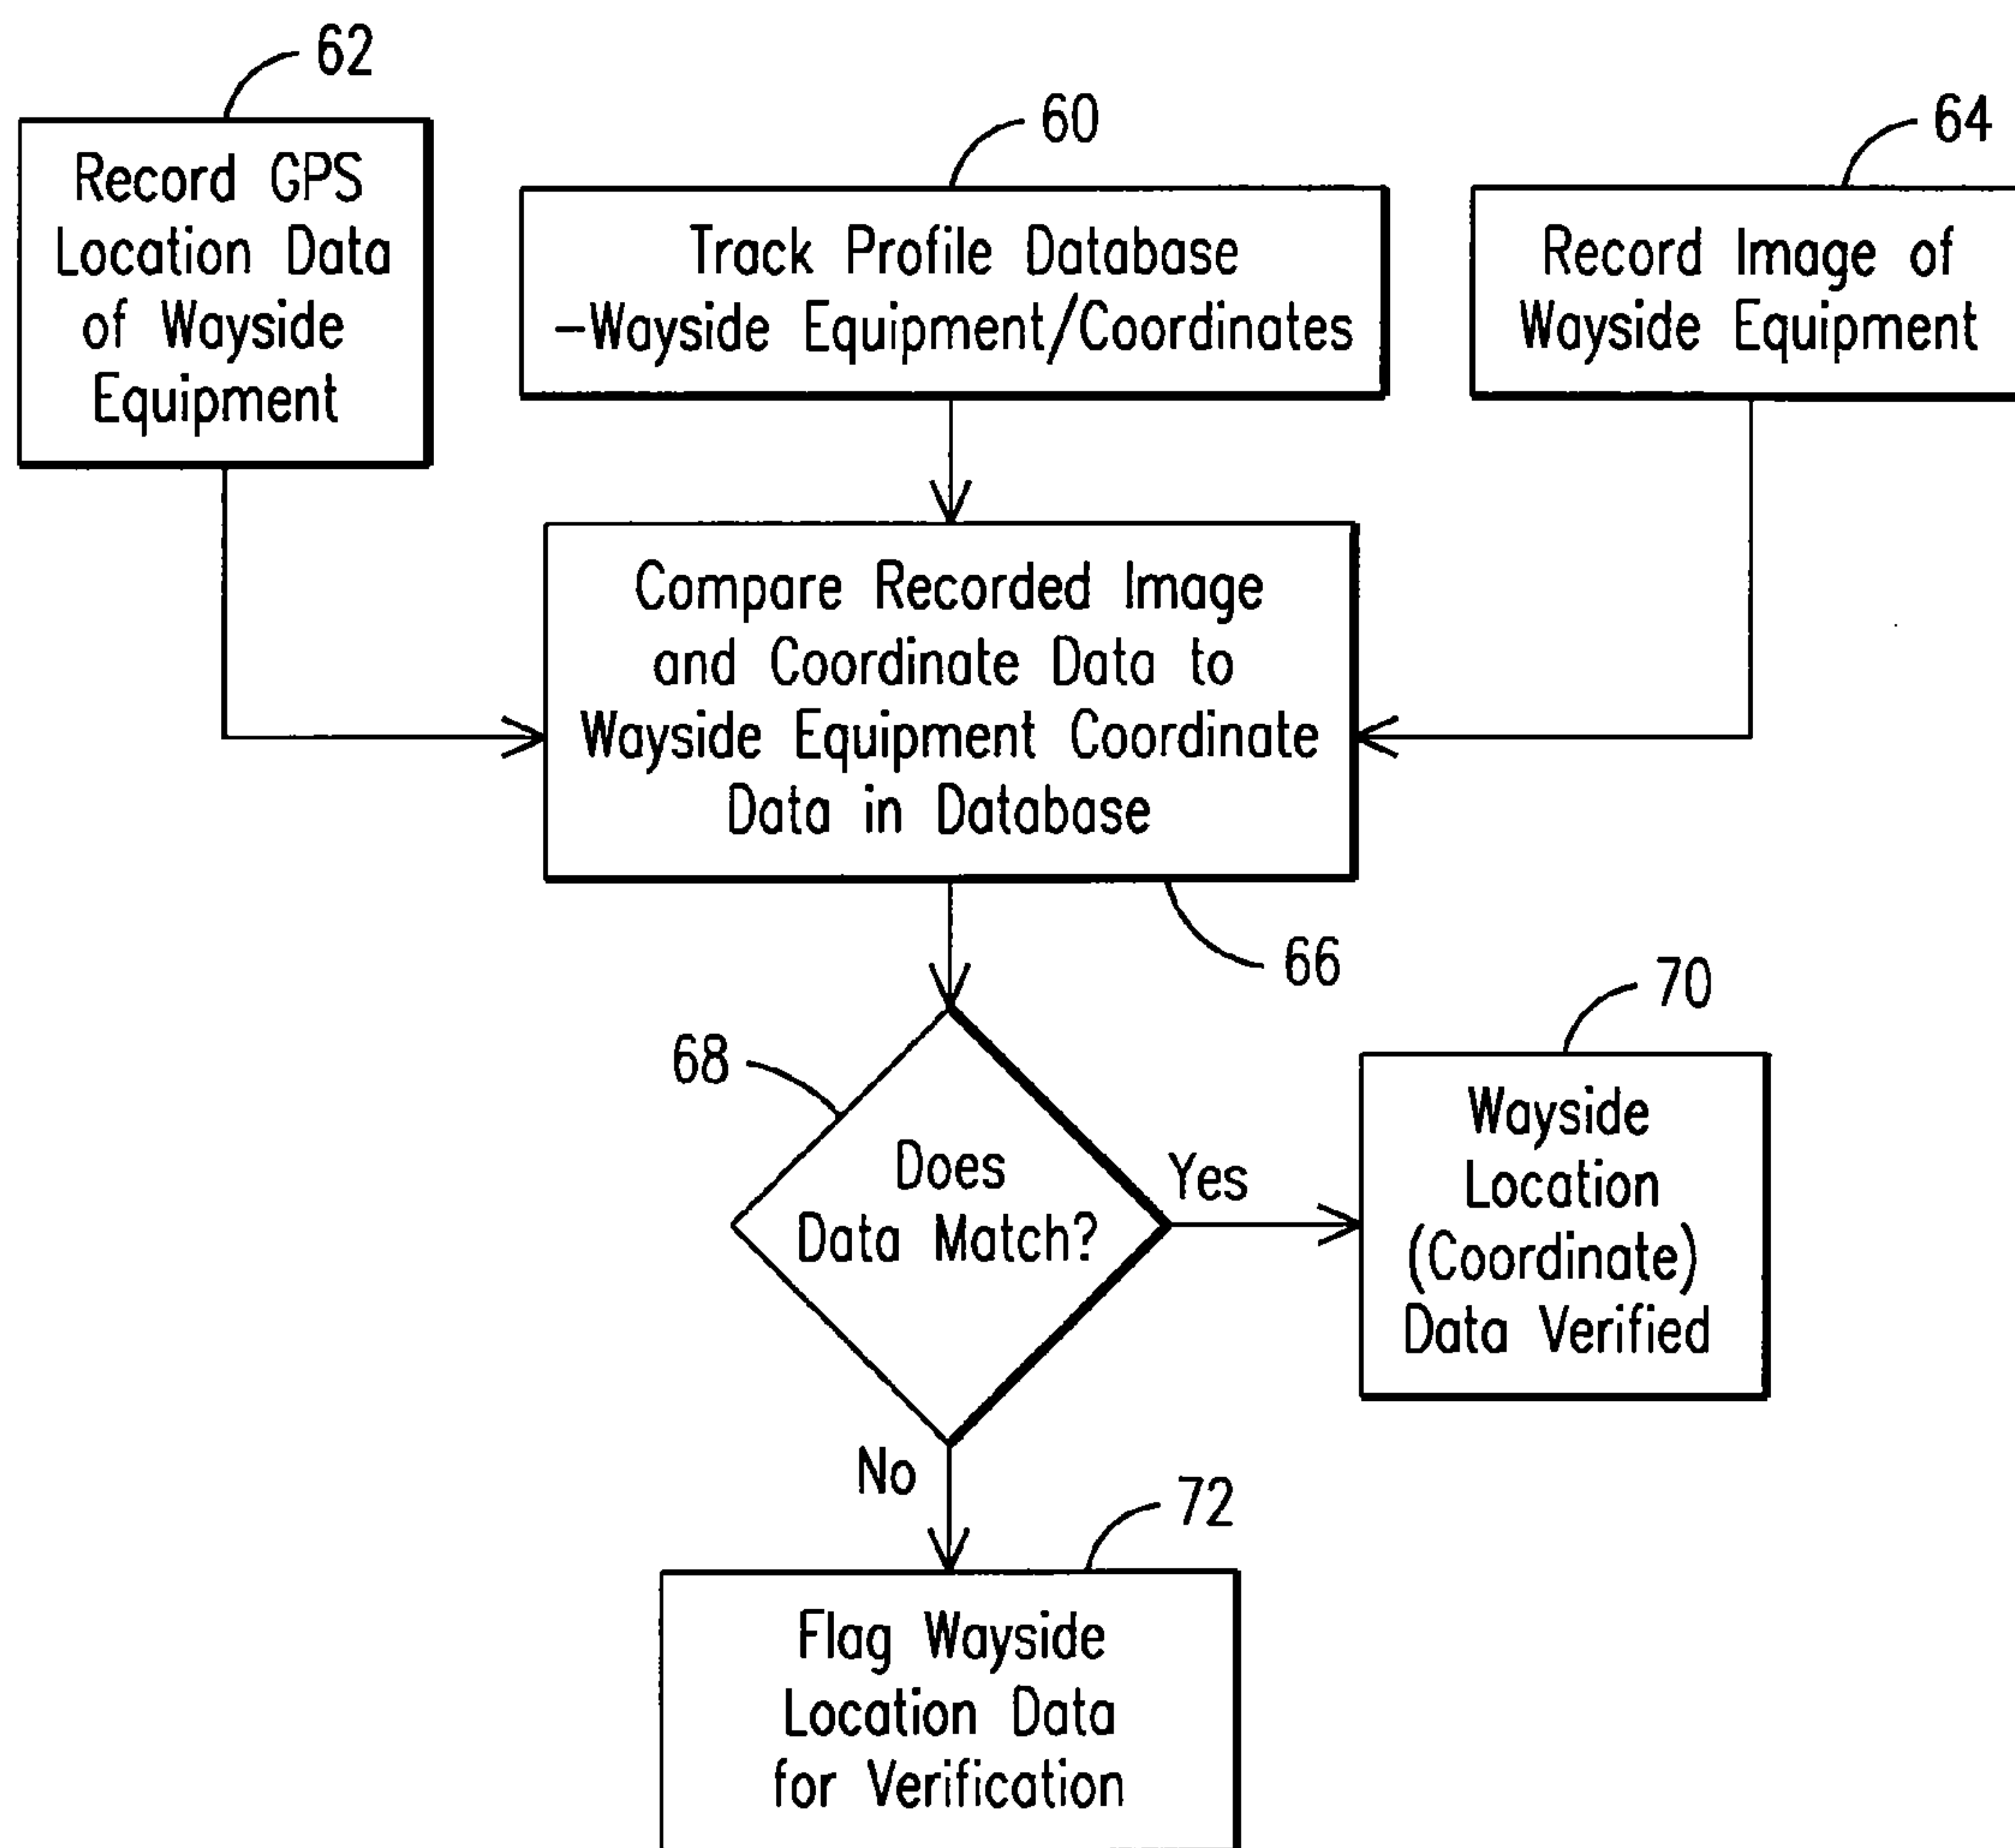 62
Record GPS
Location Data
of Wayside
Equipment
60
Track Profile Database
-Wayside Equipment/Coordinates
64
Record Image of
Wayside Equipment
Compare Recorded Image
and Coordinate Data to
Wayside Equipment Coordinate
Data in Database
66
68
Does
Data Match?
Yes
70
Wayside
Location
(Coordinate)
Data Verified
No
72
Flag Wayside
Location Data
for Verification